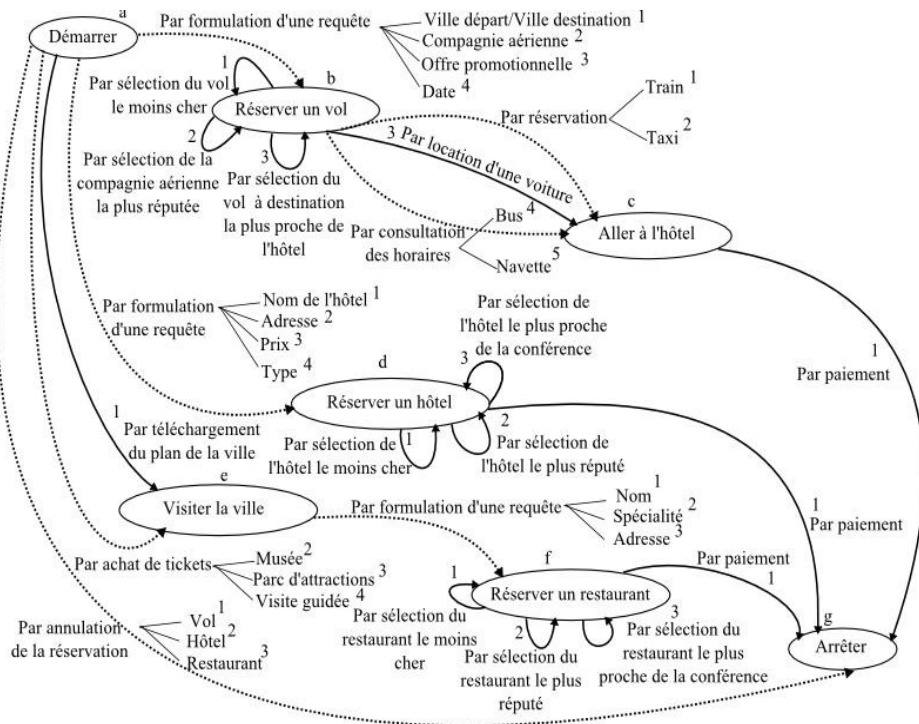 a
Démarrer
Par formulation d'une requête
Ville départ/Ville destination 1
Compagnie aérienne 2
Offre promotionnelle 3
Date 4
1
Par sélection du vol
le moins cher
b
Réserver un vol
2
Par sélection de la
compagnie aérienne
la plus réputée
3
Par sélection du
vol à destination
la plus proche de
l'hôtel
Par réservation
Train 1
Taxi 2
3 Par location d'une voiture
Par consultation
des horaires
Bus 4
Navette 5
c
Aller à l'hôtel
1
Par paiement
Par formulation
d'une requête
Nom de l'hôtel 1
Adresse 2
Prix 3
Type 4
Par sélection de
l'hôtel le plus proche
de la conférence
3
d
Réserver un hôtel
1
Par sélection de
l'hôtel le moins cher
2
Par sélection de
l'hôtel le plus réputé
1
Par paiement
1
Par téléchargement
du plan de la ville
e
Visiter la ville
Par formulation d'une requête
Nom 1
Spécialité 2
Adresse 3
Par achat de tickets
Musée 2
Parc d'attractions 3
Visite guidée 4
f
Réserver un restaurant
1
Par sélection du
restaurant le moins
cher
2
Par sélection du
restaurant le plus
réputé
3
Par sélection du
restaurant le plus
proche de la conférence
Par paiement
1
Par annulation
de la réservation
Vol 1
Hôtel 2
Restaurant 3
g
Arrêter